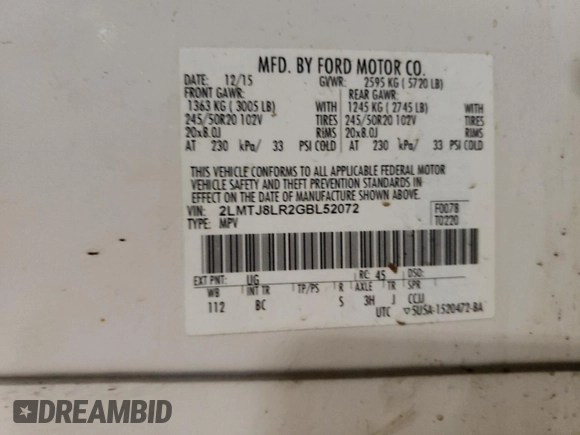 MFD. BY FORD MOTOR CO.
DATE: 12/15 GVWR: 2595 KG ( 5720 LB)
FRONT GAWR: REAR GAWR:
1363 KG ( 3005 LB) WITH 1245 KG ( 2745 LB) WITH
245/50R20 102V TIRES 245/50R20 102V TIRES
20x8.0J RIMS 20x8.0J RIMS
AT 230 kPa/ 33 PSI COLD AT 230 kPa/ 33 PSI COLD
THIS VEHICLE CONFORMS TO ALL APPLICABLE FEDERAL MOTOR
VEHICLE SAFETY AND THEFT PREVENTION STANDARDS IN
EFFECT ON THE DATE OF MANUFACTURE SHOWN ABOVE.
VIN: 2LMTJ8LR2GBL52072 F0078
TYPE: MPV T0220
EXT PNT: UG RC: 45 DSO:
WB INT TR TP/PS R AXLE TR SPR
112 BC S 3H J CCJJ
UTC ▽5USA-1520472-BA
DREAMBID